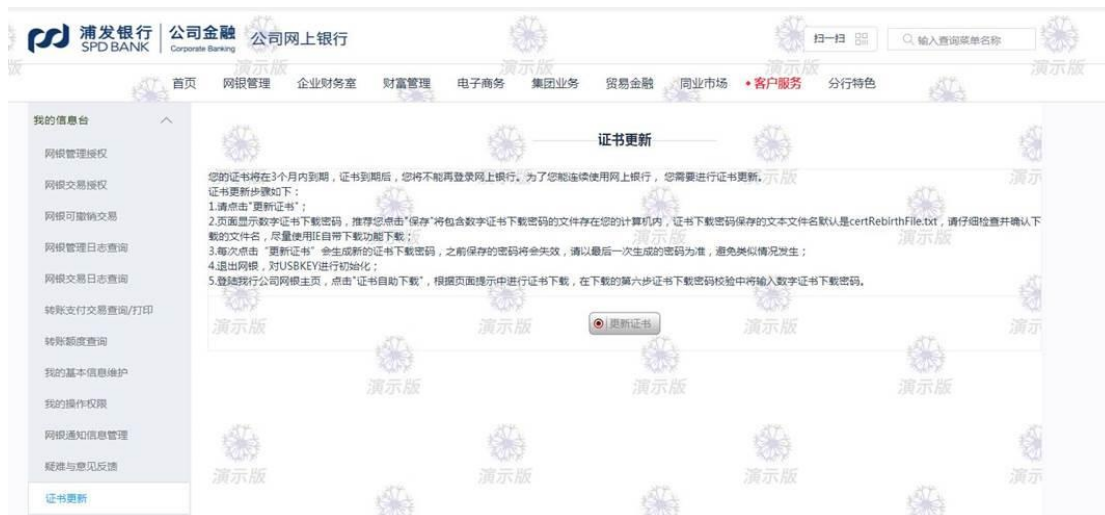 浦发银行
SPD BANK
公司金融
Corporate Banking
公司网上银行
扫一扫
输入查询菜单名称
首页 网银管理 企业财务室 财富管理 电子商务 集团业务 贸易金融 同业市场 客户服务 分行特色
我的信息台
网银管理授权
网银交易授权
网银可撤销交易
网银管理日志查询
网银交易日志查询
转账支付交易查询/打印
转账额度查询
我的基本信息维护
我的操作权限
网银通知信息管理
疑难与意见反馈
证书更新
证书更新
您的证书将在3个月内到期，证书到期后，您将不能再登录网上银行。为了您能连续使用网上银行，您需要进行证书更新。
证书更新步骤如下：
1.请点击"更新证书"；
2.页面显示数字证书下载密码，推荐您点击"保存"将包含数字证书下载密码的文件存在您的计算机内，证书下载密码保存的文本文件名默认是certRebirthFile.txt，请仔细检查并确认下
载的文件名，尽量使用IE自带下载功能下载；
3.每次点击"更新证书"会生成新的证书下载密码，之前保存的密码将会失效，请以最后一次生成的密码为准，避免类似情况发生；
4.退出网银，对USBKEY进行初始化；
5.登陆我行公司网银主页，点击"证书自助下载"，根据页面提示中进行证书下载，在下载的第六步证书下载密码校验中将输入数字证书下载密码。
更新证书
演示版